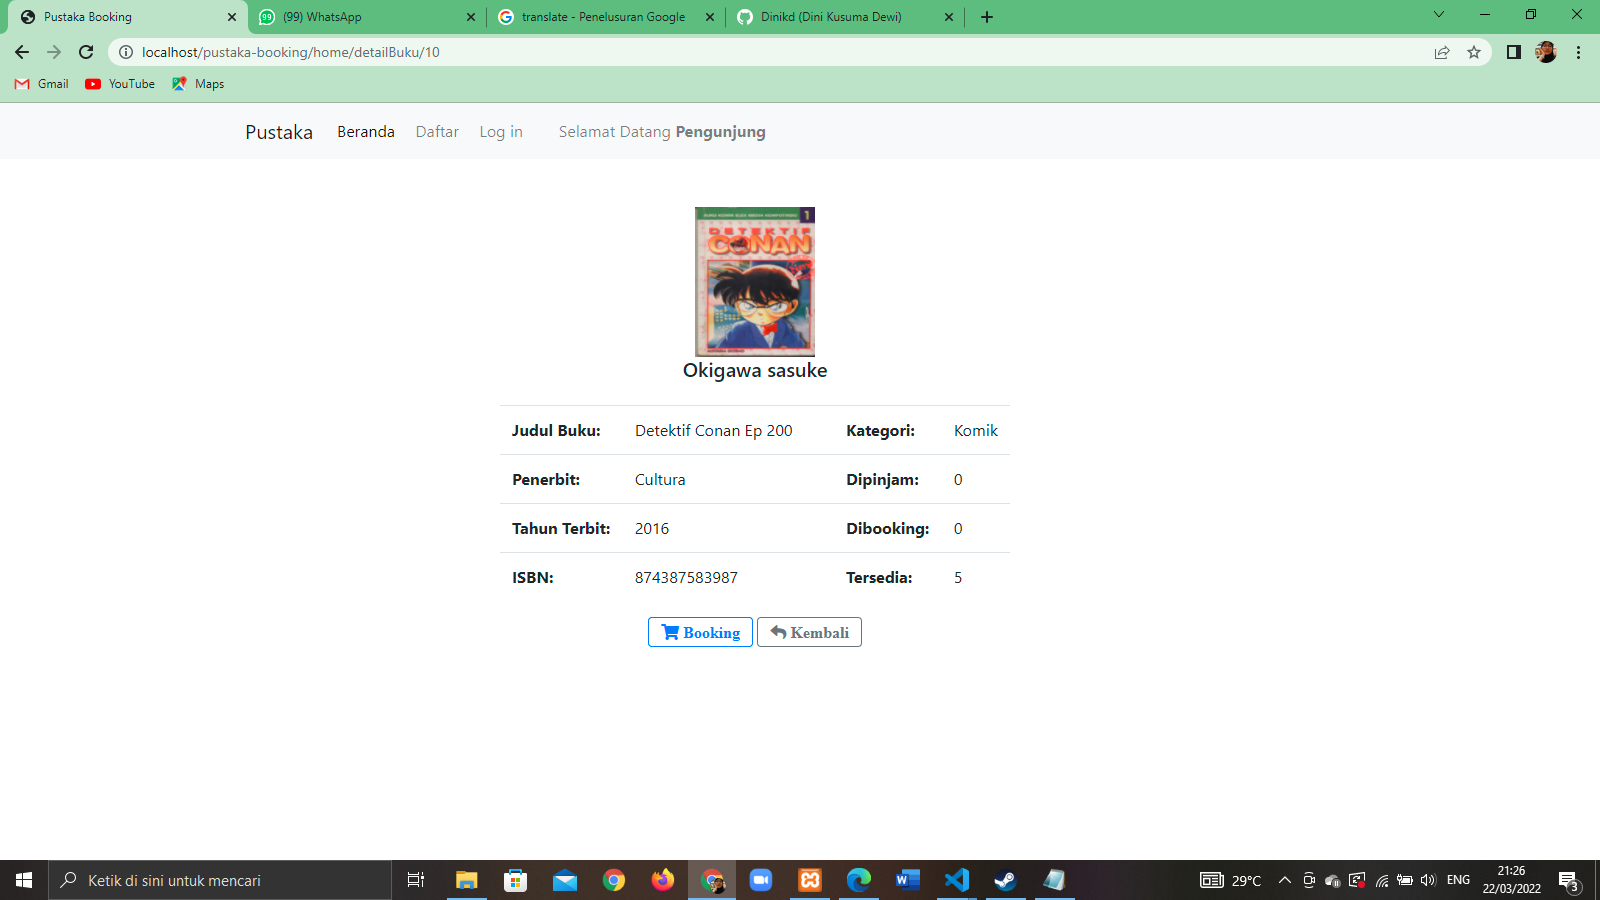 Pustaka Booking
(99) WhatsApp
translate - Penelusuran Google
Dinikd (Dini Kusuma Dewi)
localhost/pustaka-booking/home/detailBuku/10
Gmail YouTube Maps
Pustaka Beranda Daftar Log in Selamat Datang Pengunjung
1
DETEKTIF
CONAN
Okigawa sasuke
Judul Buku: Detektif Conan Ep 200 Kategori: Komik
Penerbit: Cultura Dipinjam: 0
Tahun Terbit: 2016 Dibooking: 0
ISBN: 874387583987 Tersedia: 5
Booking Kembali
Ketik di sini untuk mencari
29°C
ENG
21:26
22/03/2022
3